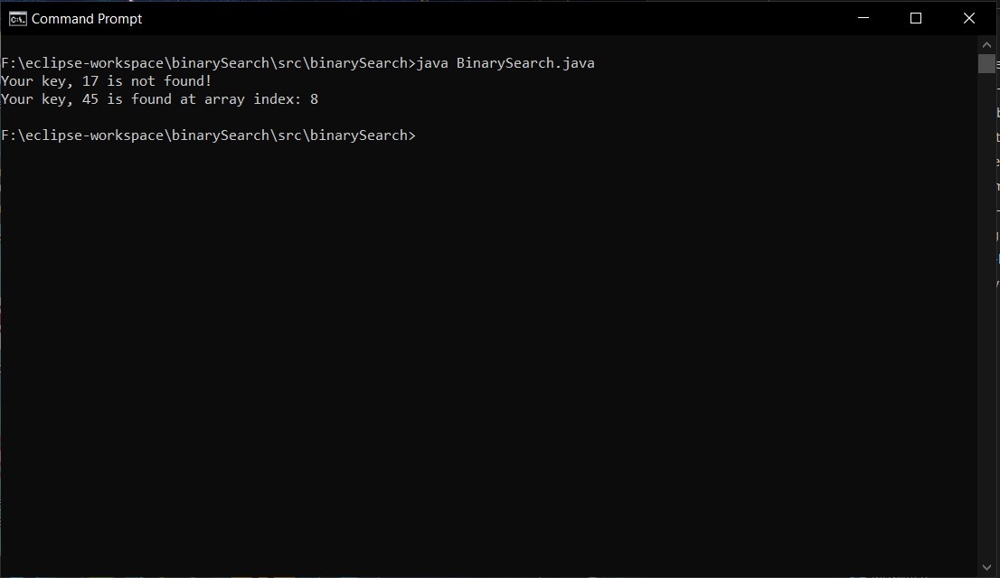 Command Prompt
F:\eclipse-workspace\binarySearch\src\binarySearch>java BinarySearch.java
Your key, 17 is not found!
Your key, 45 is found at array index: 8
F:\eclipse-workspace\binarySearch\src\binarySearch>